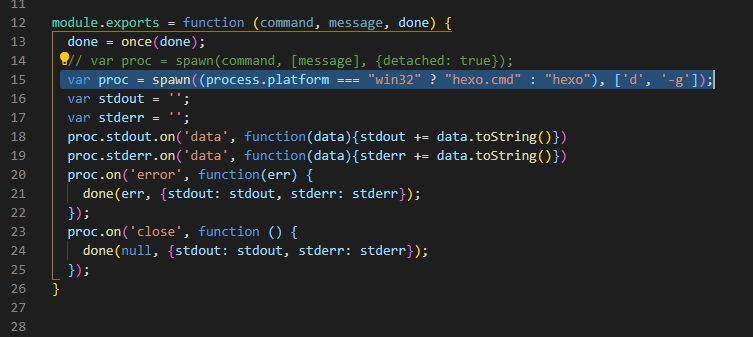 11
12 module.exports = function (command, message, done) {
13 done = once(done);
14 // var proc = spawn(command, [message], {detached: true});
15 var proc = spawn((process.platform === "win32" ? "hexo.cmd" : "hexo"), ['d', '-g']);
16 var stdout = '';
17 var stderr = '';
18 proc.stdout.on('data', function(data){stdout += data.toString()})
19 proc.stderr.on('data', function(data){stderr += data.toString()})
20 proc.on('error', function(err) {
21 done(err, {stdout: stdout, stderr: stderr});
22 });
23 proc.on('close', function () {
24 done(null, {stdout: stdout, stderr: stderr});
25 });
26 }
27
28